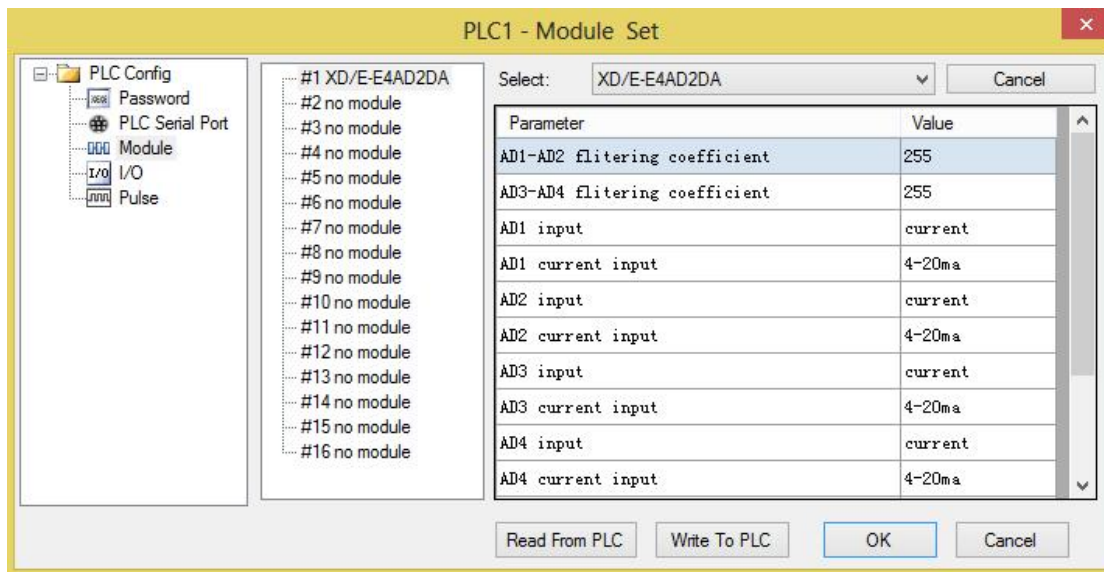 PLC1 - Module Set
PLC Config
Password
PLC Serial Port
Module
I/O I/O
Pulse
#1 XD/E-E4AD2DA
#2 no module
#3 no module
#4 no module
#5 no module
#6 no module
#7 no module
#8 no module
#9 no module
#10 no module
#11 no module
#12 no module
#13 no module
#14 no module
#15 no module
#16 no module
Select: XD/E-E4AD2DA Cancel
Parameter Value
AD1-AD2 flitering coefficient 255
AD3-AD4 flitering coefficient 255
AD1 input current
AD1 current input 4-20ma
AD2 input current
AD2 current input 4-20ma
AD3 input current
AD3 current input 4-20ma
AD4 input current
AD4 current input 4-20ma
Read From PLC Write To PLC OK Cancel